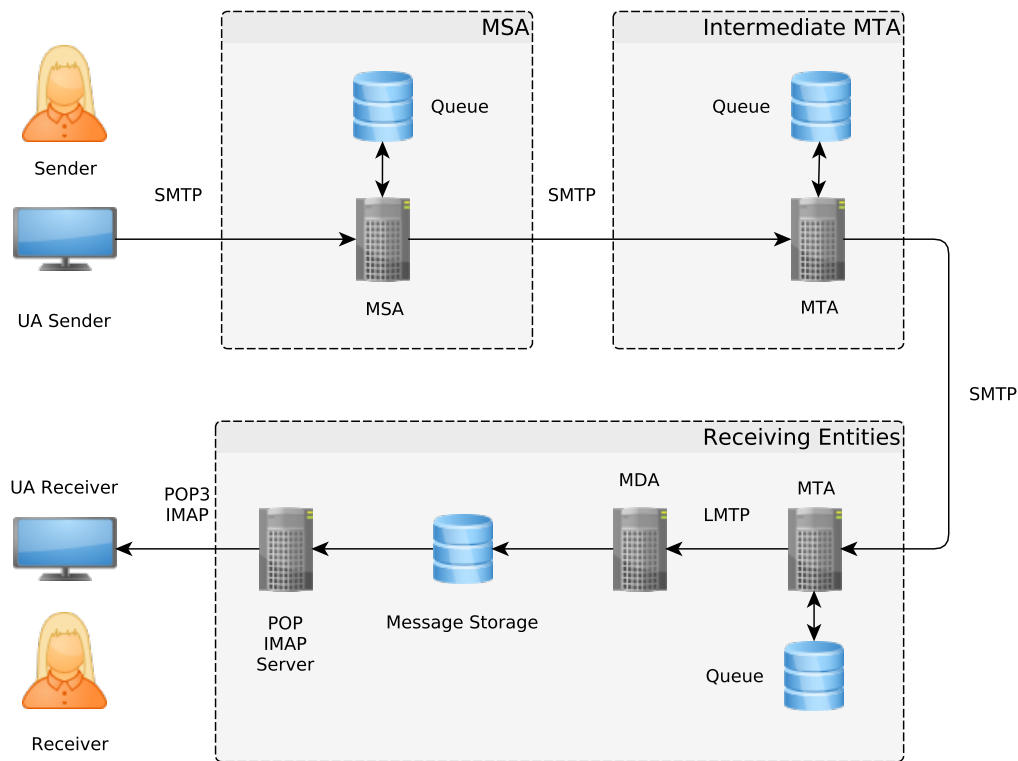 MSA
Intermediate MTA
Queue
Queue
Sender
SMTP
SMTP
MSA
MTA
UA Sender
SMTP
Receiving Entities
UA Receiver
POP3
IMAP
MDA
LMTP
MTA
POP
IMAP
Server
Message Storage
Queue
Receiver